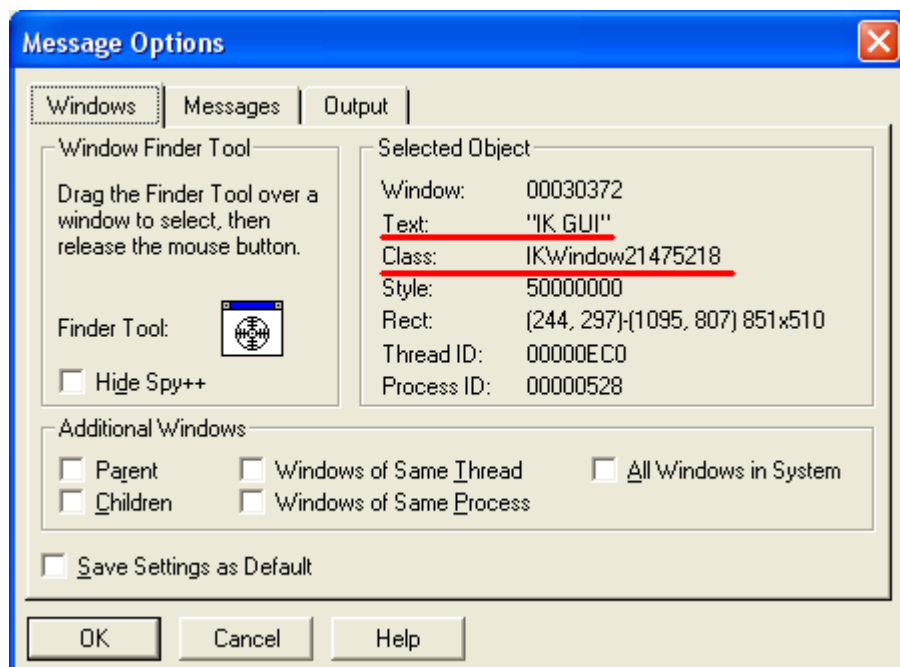 Message Options
Windows
Messages
Output
Window Finder Tool
Drag the Finder Tool over a
window to select, then
release the mouse button.
Finder Tool:
Hide Spy++
Selected Object
Window: 00030372
Text: "IK GUI"
Class: IKWindow21475218
Style: 50000000
Rect: (244, 297)-(1095, 807) 851x510
Thread ID: 00000EC0
Process ID: 00000528
Additional Windows
Parent
Windows of Same Thread
All Windows in System
Children
Windows of Same Process
Save Settings as Default
OK
Cancel
Help